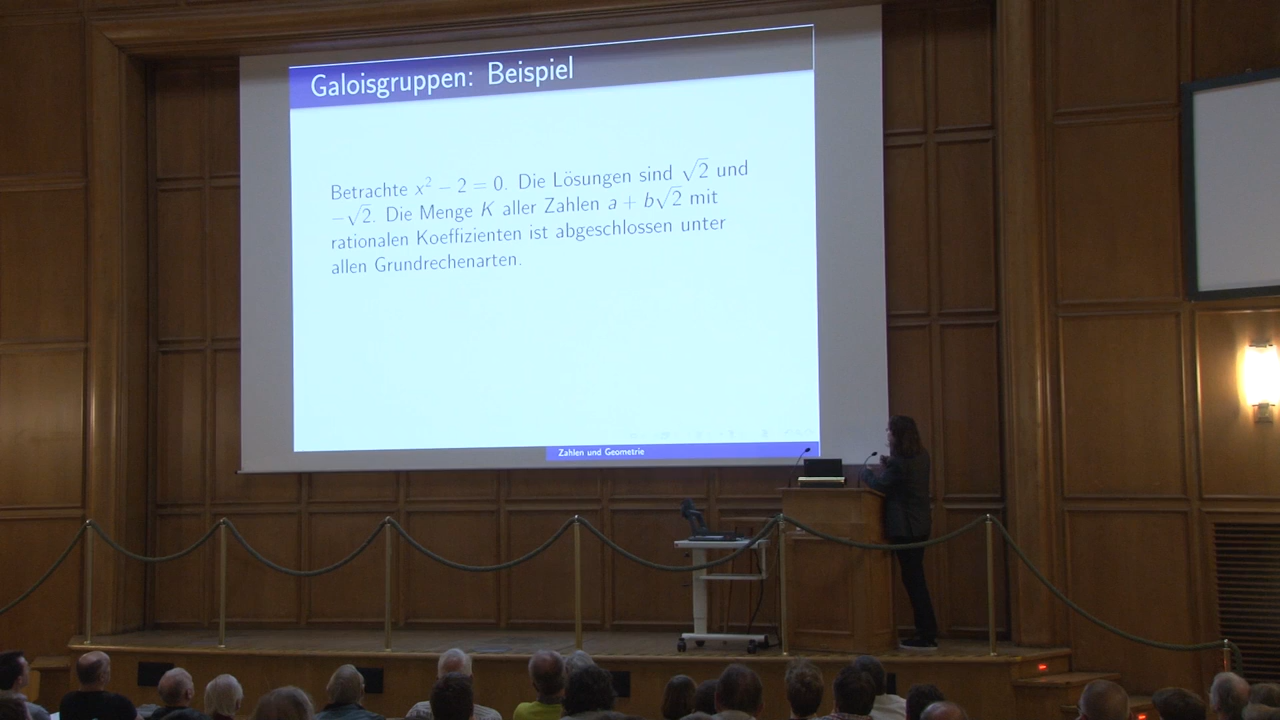 Galoisgruppen: Beispiel
Betrachte x² − 2 = 0. Die Lösungen sind √2 und
−√2. Die Menge K aller Zahlen a + b√2 mit
rationalen Koeffizienten ist abgeschlossen unter
allen Grundrechenarten.
Zahlen und Geometrie